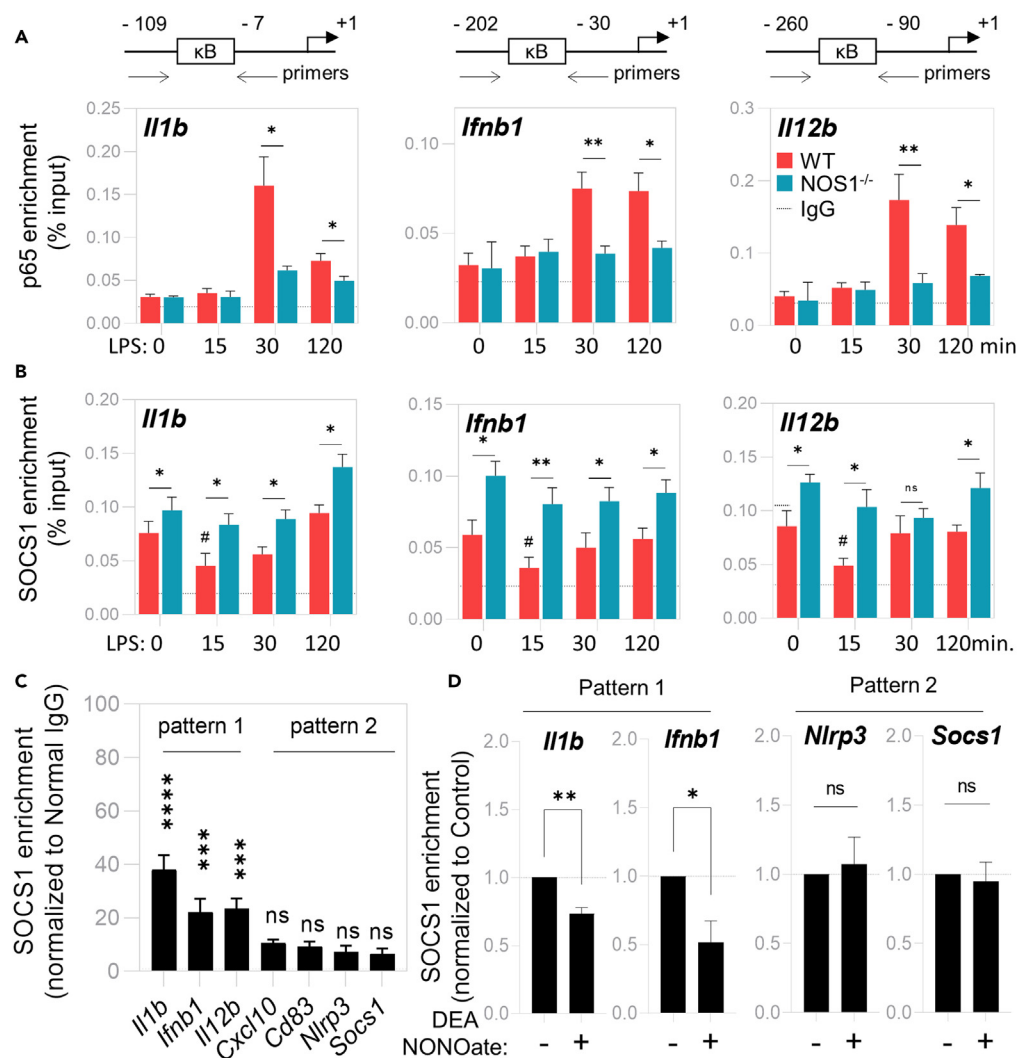 A
- 109 - 7 +1
κB
primers
- 202 - 30 +1
κB
primers
- 260 - 90 +1
κB
primers
p65 enrichment
(% input)
0.25
0.20
0.15
0.10
0.05
0.00
Il1b
*
*
LPS: 0 15 30 120
0.10
0.05
0.00
Ifnb1
**
*
0 15 30 120
0.3
0.2
0.1
0.0
Il12b
WT
NOS1-/-
IgG
**
*
0 15 30 120 min
B
SOCS1 enrichment
(% input)
0.20
0.15
0.10
0.05
0.00
Il1b
* * * *
#
LPS: 0 15 30 120
0.15
0.10
0.05
0.00
Ifnb1
* ** * *
#
0 15 30 120
0.20
0.15
0.10
0.05
0.00
Il12b
* * ns *
#
0 15 30 120min.
C
SOCS1 enrichment
(normalized to Normal IgG)
100
80
60
40
20
0
pattern 1 pattern 2
**** *** *** ns ns ns ns
Il1b Ifnb1 Il12b Cxcl10 Cd83 Nlrp3 Socs1
D
Pattern 1
Pattern 2
SOCS1 enrichment
(normalized to Control)
2.0
1.5
1.0
0.5
0.0
Il1b
**
2.0
1.5
1.0
0.5
0.0
Ifnb1
*
2.0
1.5
1.0
0.5
0.0
Nlrp3
ns
2.0
1.5
1.0
0.5
0.0
Socs1
ns
DEA
NONOate: - + - + - + - +